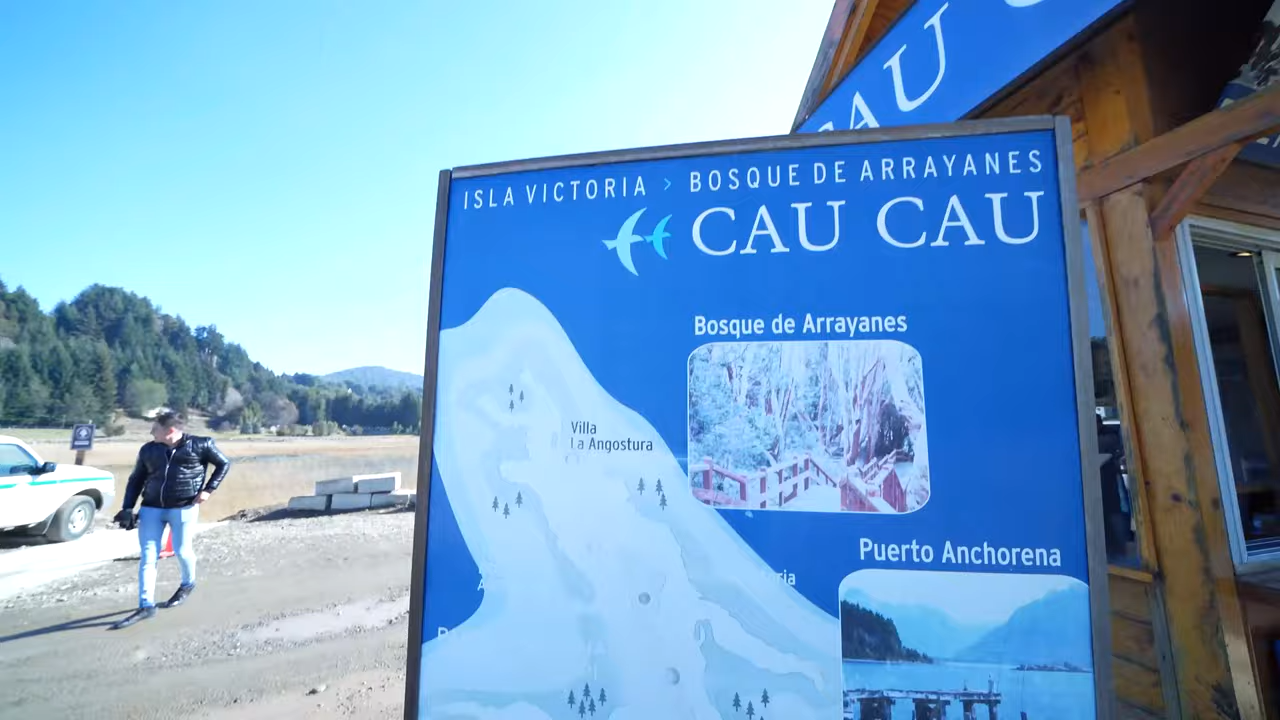 CAU
ISLA VICTORIA > BOSQUE DE ARRAYANES
CAU CAU
Bosque de Arrayanes
Villa
La Angostura
Puerto Anchorena